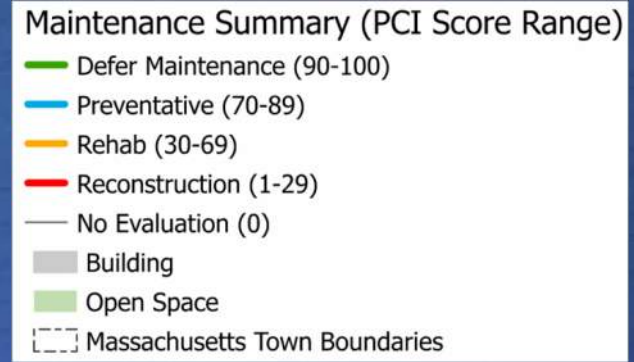 Maintenance Summary (PCI Score Range)
Defer Maintenance (90-100)
Preventative (70-89)
Rehab (30-69)
Reconstruction (1-29)
No Evaluation (0)
Building
Open Space
Massachusetts Town Boundaries